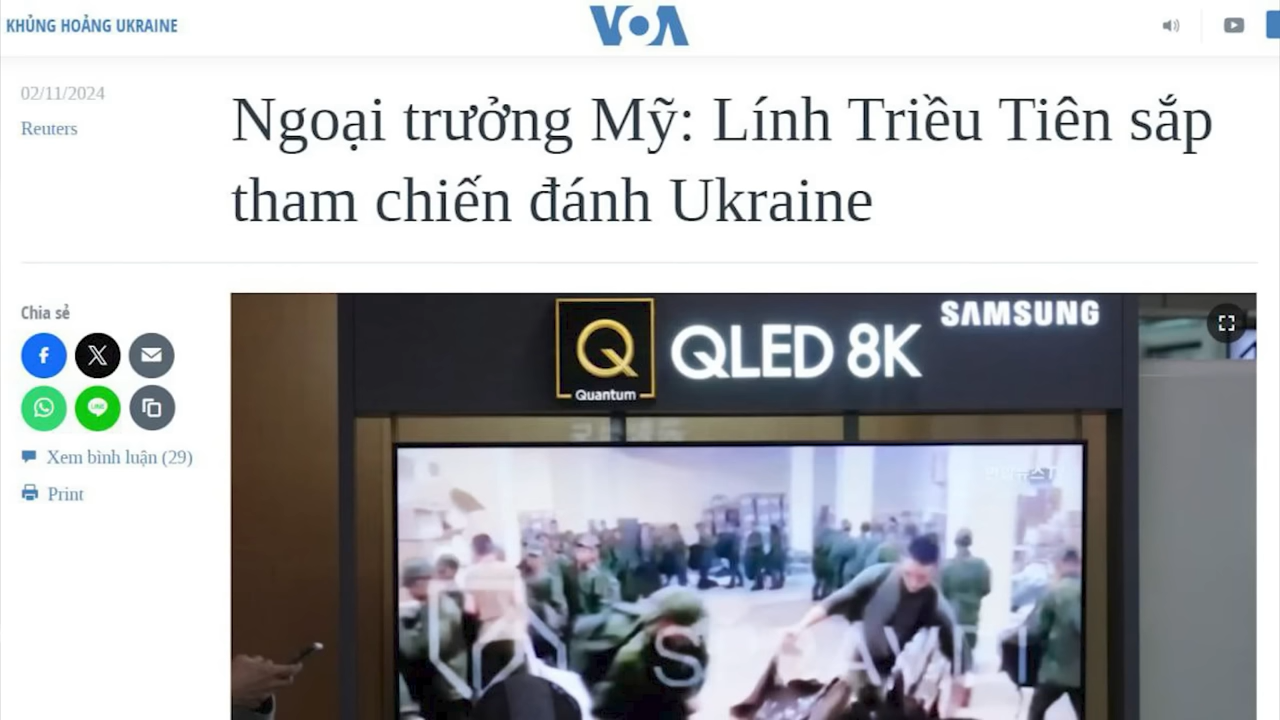 KHỦNG HOẢNG UKRAINE
VOA
02/11/2024
Reuters
Ngoại trưởng Mỹ: Lính Triều Tiên sắp
tham chiến đánh Ukraine
Chia sẻ
LINE
Xem bình luận (29)
Print
SAMSUNG
Q QLED 8K
Quantum